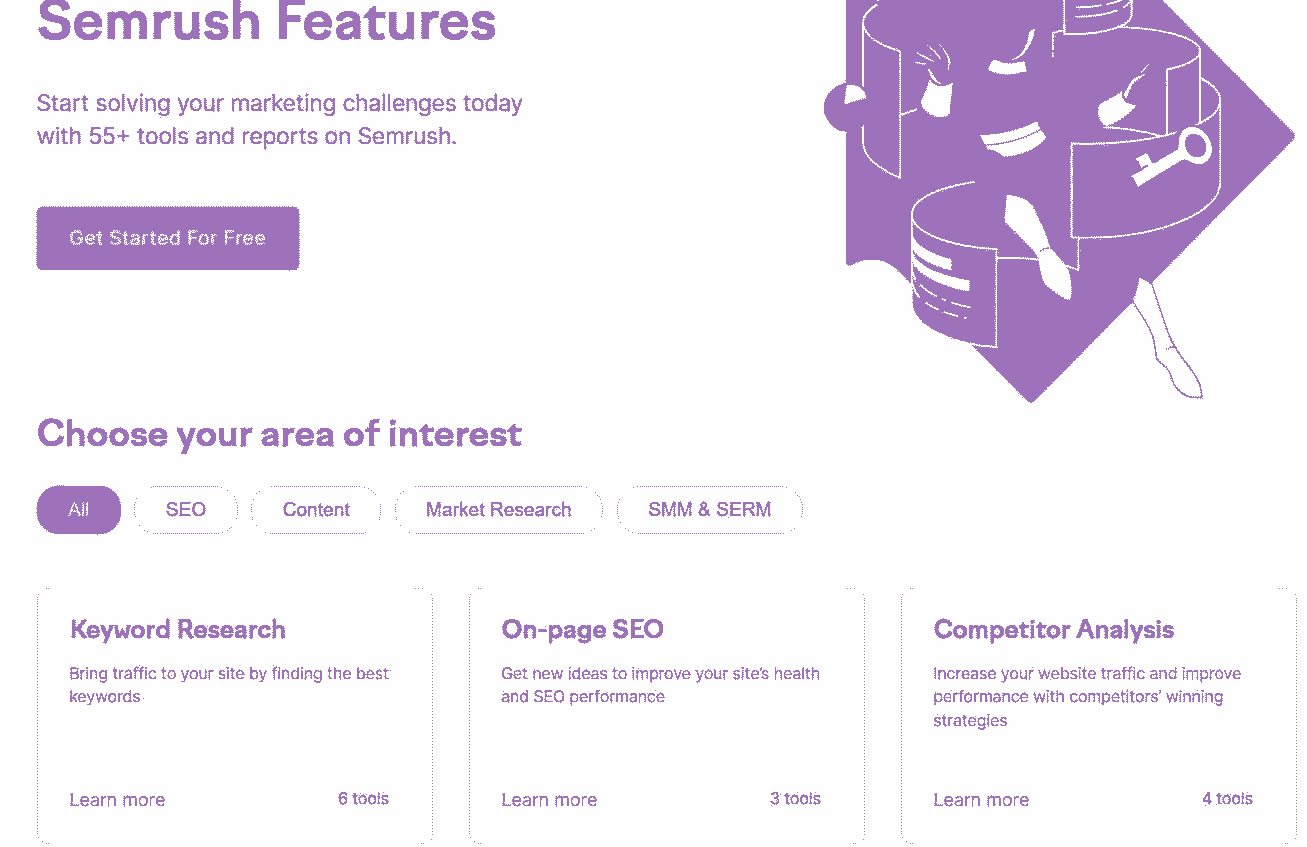 Semrush Features
Start solving your marketing challenges today
with 55+ tools and reports on Semrush.
Get Started For Free
Choose your area of interest
All
SEO
Content
Market Research
SMM & SERM
Keyword Research
Bring traffic to your site by finding the best
keywords
Learn more
6 tools
On-page SEO
Get new ideas to improve your site's health
and SEO performance
Learn more
3 tools
Competitor Analysis
Increase your website traffic and improve
performance with competitors' winning
strategies
Learn more
4 tools